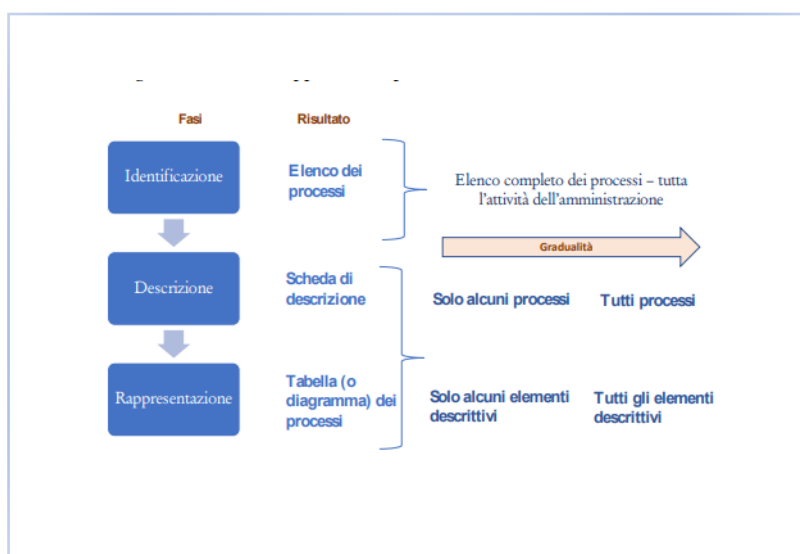 Fasi
Risultato
Identificazione
Elenco dei
processi
Elenco completo dei processi – tutta
l'attività dell'amministrazione
Gradualità
Descrizione
Scheda di
descrizione
Solo alcuni processi
Tutti processi
Rappresentazione
Tabella (o
diagramma) dei
processi
Solo alcuni elementi
descrittivi
Tutti gli elementi
descrittivi